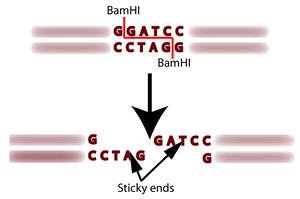 BamHI
GGATCC
CCTAGG
BamHI
G GATCC
CCTAG G
Sticky ends